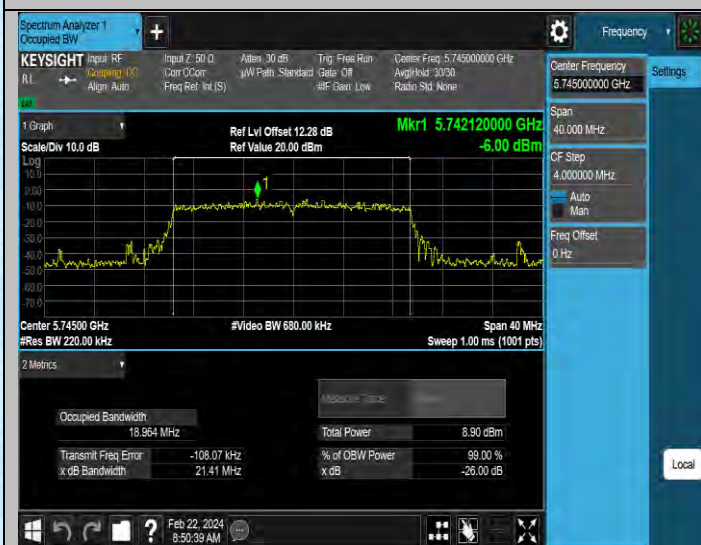 Spectrum Analyzer 1
Occupied BW
+
Frequency
KEYSIGHT Input: RF Input Z: 50 Ω Atten: 30 dB Trig: Free Run Center Freq: 5.745000000 GHz
RL Coupling: DC Corr CCorr µW Path: Standard Gate: Off Avg|Hold: 30/30
Align: Auto Freq Ref: Int (S) #IF Gain: Low Radio Std: None
1 Graph
Scale/Div 10.0 dB
Ref Lvl Offset 12.28 dB
Ref Value 20.00 dBm
Mkr1 5.742120000 GHz
-6.00 dBm
Log
10.0
0.00
-10.0
-20.0
-30.0
-40.0
-50.0
-60.0
-70.0
1
Center 5.74500 GHz #Video BW 680.00 kHz Span 40 MHz
#Res BW 220.00 kHz Sweep 1.00 ms (1001 pts)
2 Metrics
Measure Trace
Occupied Bandwidth
18.964 MHz
Total Power 8.90 dBm
Transmit Freq Error -108.07 kHz % of OBW Power 99.00 %
x dB Bandwidth 21.41 MHz x dB -26.00 dB
Center Frequency
5.745000000 GHz
Settings
Span
40.000 MHz
CF Step
4.000000 MHz
Auto
Man
Freq Offset
0 Hz
Local
?
Feb 22, 2024
8:50:39 AM